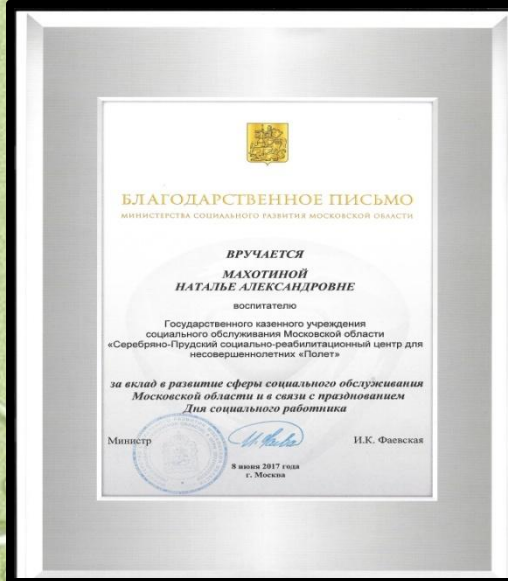 БЛАГОДАРСТВЕННОЕ ПИСЬМО
МИНИСТЕРСТВА СОЦИАЛЬНОГО РАЗВИТИЯ МОСКОВСКОЙ ОБЛАСТИ
ВРУЧАЕТСЯ
МАХОТИНОЙ
НАТАЛЬЕ АЛЕКСАНДРОВНЕ
воспитателю
Государственного казенного учреждения
социального обслуживания Московской области
«Серебряно-Прудский социально-реабилитационный центр для
несовершеннолетних «Полет»
за вклад в развитие сферы социального обслуживания
Московской области и в связи с празднованием
Дня социального работника
Министр И.К. Фаевская
8 июня 2017 года
г. Москва